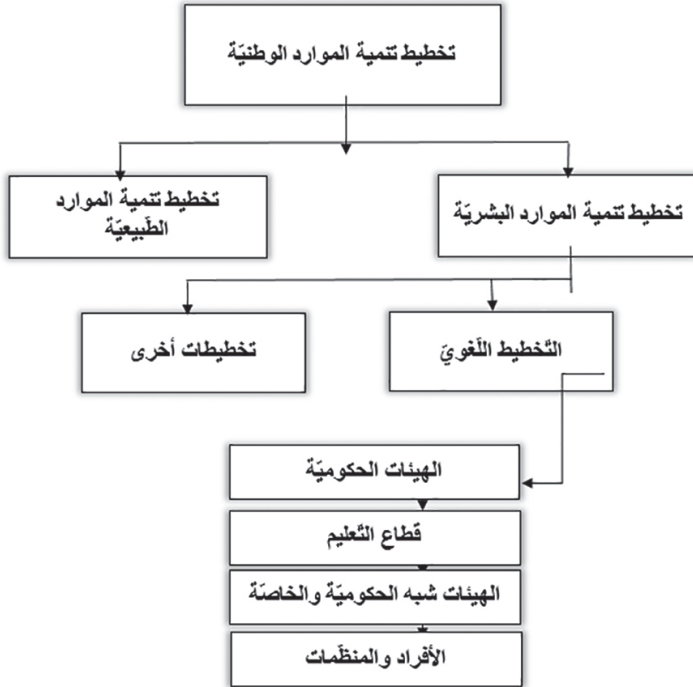 تخطيط تنمية الموارد الوطنيّة
تخطيط تنمية الموارد البشريّة
تخطيط تنمية الموارد
الطّبيعيّة
التّخطيط اللّغويّ
تخطيطات أخرى
الهيئات الحكوميّة
قطاع التّعليم
الهيئات شبه الحكوميّة والخاصّة
الأفراد والمنظّمات